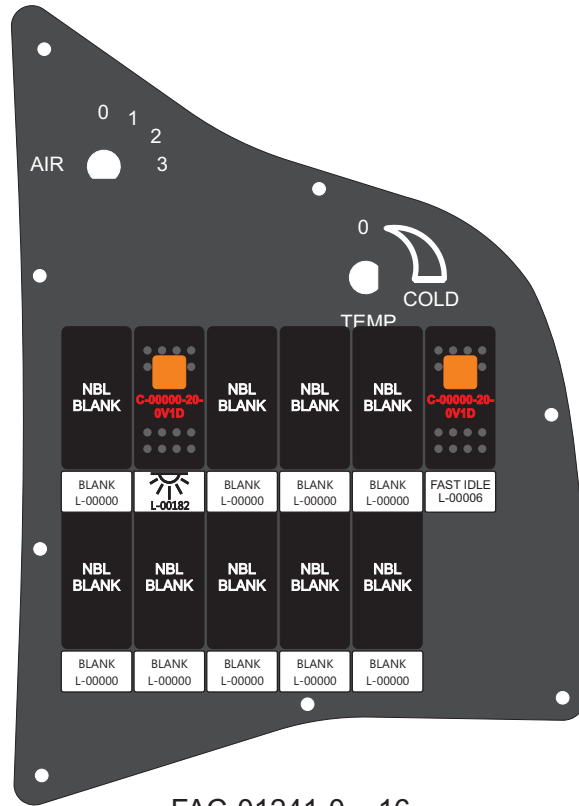 0
1
2
AIR
3
0
COLD
TEMP
NBL
BLANK
C-00000-20-
0V1D
NBL
BLANK
NBL
BLANK
NBL
BLANK
C-00000-20-
0V1D
BLANK
L-00000
L-00182
BLANK
L-00000
BLANK
L-00000
BLANK
L-00000
FAST IDLE
L-00006
NBL
BLANK
NBL
BLANK
NBL
BLANK
NBL
BLANK
NBL
BLANK
BLANK
L-00000
BLANK
L-00000
BLANK
L-00000
BLANK
L-00000
BLANK
L-00000